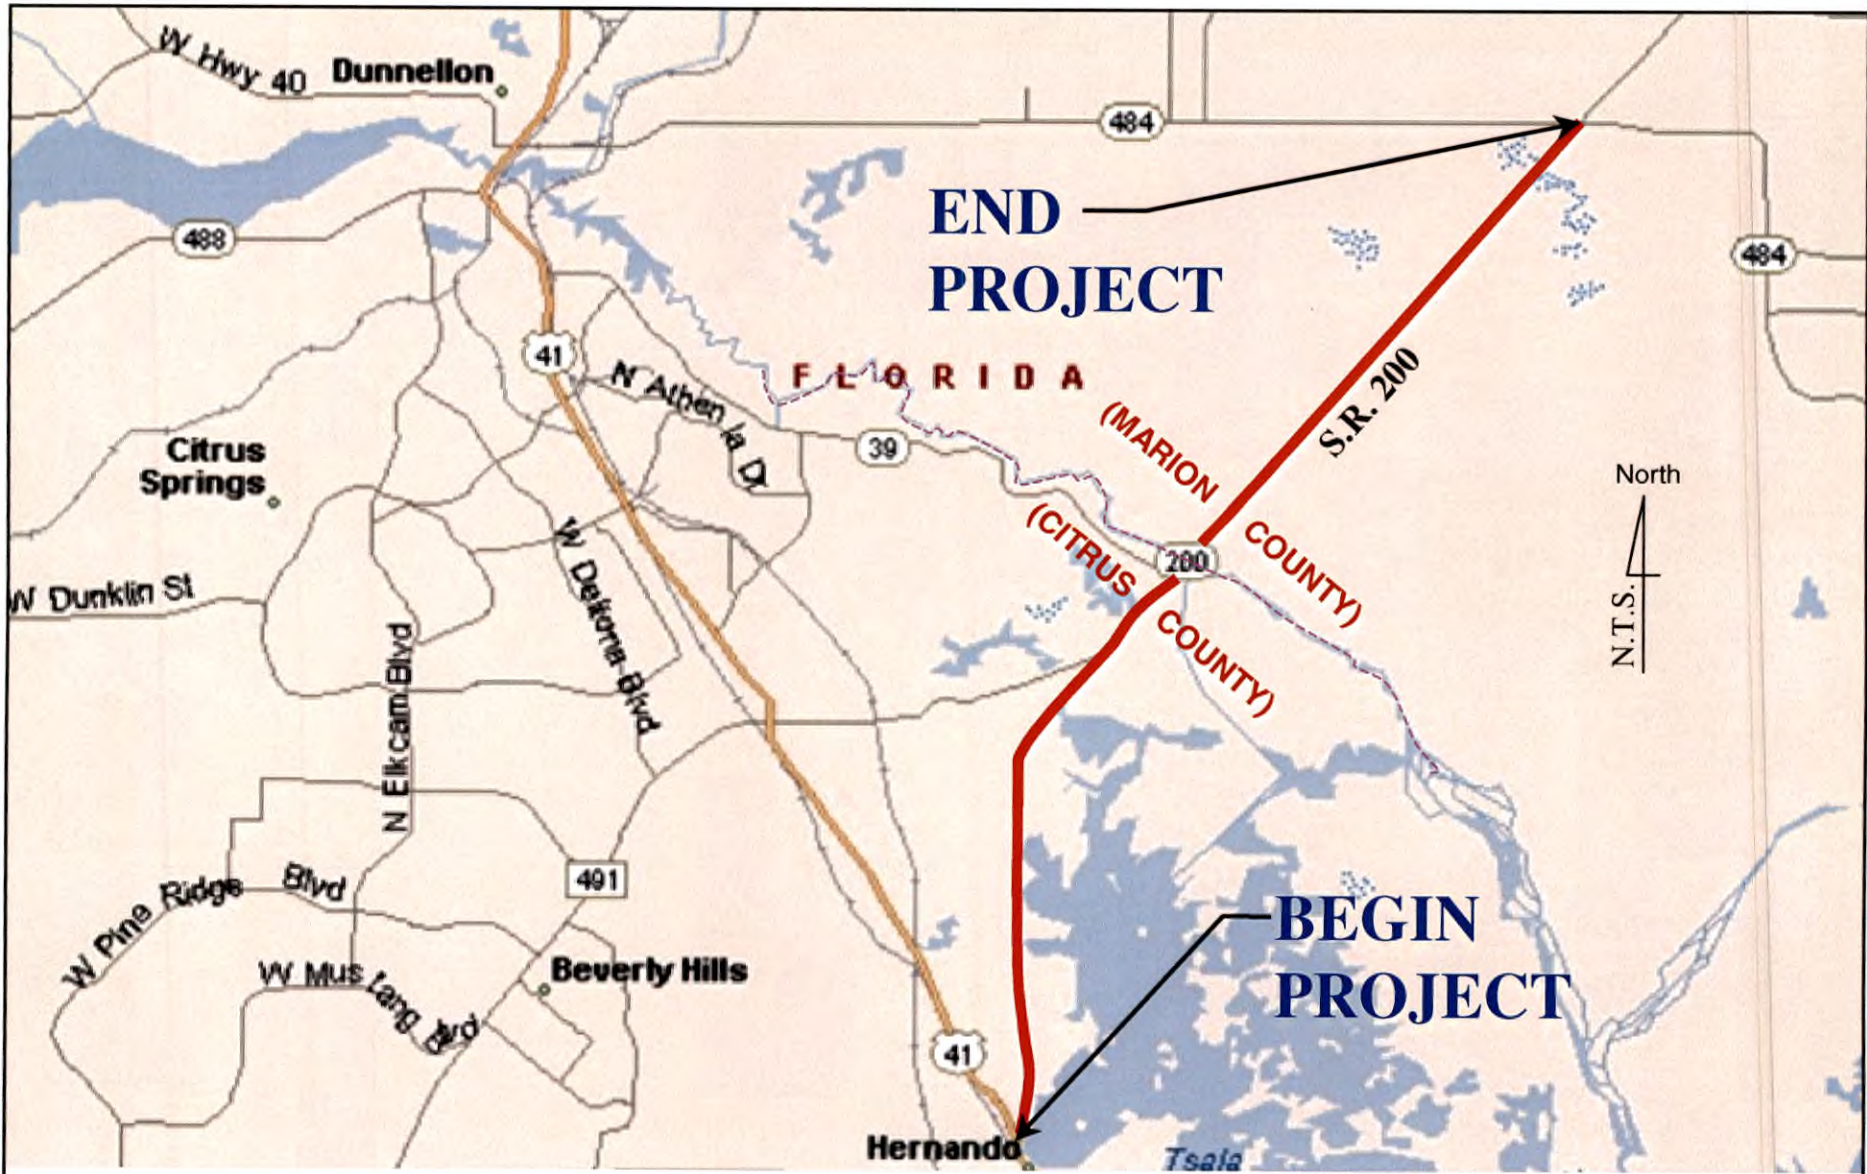 W Hwy 40
Dunnellon
484
END
PROJECT
488
484
41
FLORIDA
N Athenia Dr
S.R. 200
(MARION COUNTY)
39
Citrus
Springs
North
(CITRUS COUNTY)
200
W Deltona Blvd
W Dunklin St
N.T.S.
N Elkcam Blvd
491
W Pine Ridge Blvd
BEGIN
PROJECT
W Mustang Blvd
Beverly Hills
41
Hernando
Tsala